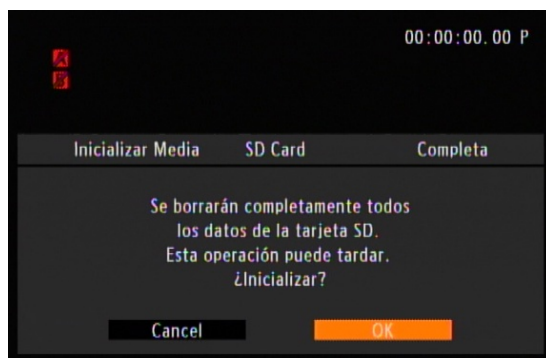 00:00:00.00 P
A
B
Inicializar Media SD Card Completa
Se borrarán completamente todos
los datos de la tarjeta SD.
Esta operación puede tardar.
¿Inicializar?
Cancel OK